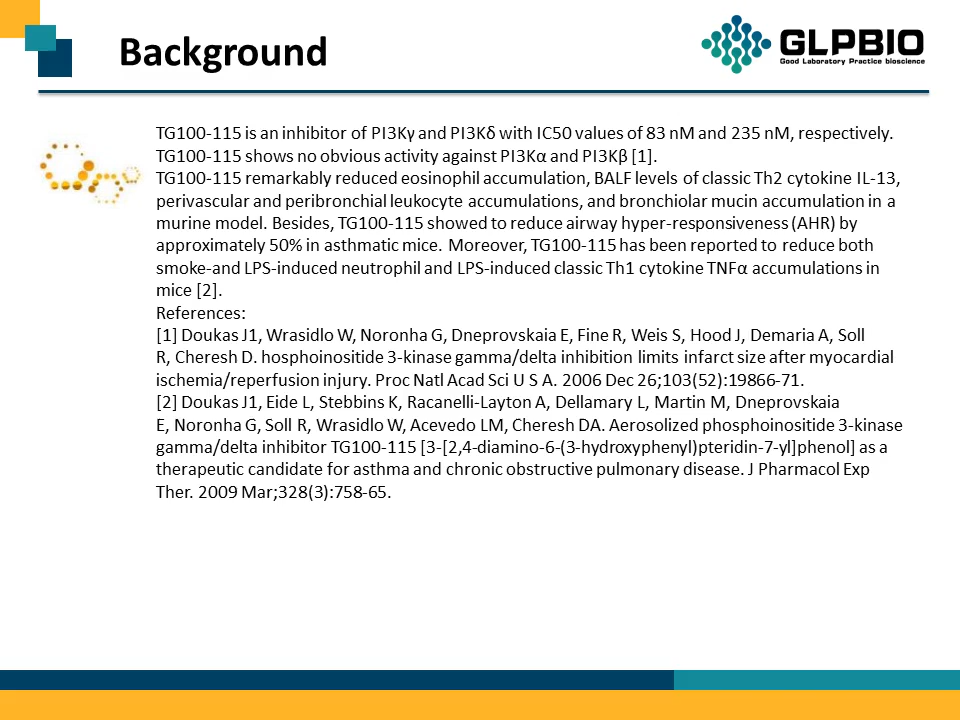 Background
GLPBIO
Good Laboratory Practice bioscience
TG100-115 is an inhibitor of PI3Kγ and PI3Kδ with IC50 values of 83 nM and 235 nM, respectively.
TG100-115 shows no obvious activity against PI3Kα and PI3Kβ [1].
TG100-115 remarkably reduced eosinophil accumulation, BALF levels of classic Th2 cytokine IL-13,
perivascular and peribronchial leukocyte accumulations, and bronchiolar mucin accumulation in a
murine model. Besides, TG100-115 showed to reduce airway hyper-responsiveness (AHR) by
approximately 50% in asthmatic mice. Moreover, TG100-115 has been reported to reduce both
smoke-and LPS-induced neutrophil and LPS-induced classic Th1 cytokine TNFα accumulations in
mice [2].
References:
[1] Doukas J1, Wrasidlo W, Noronha G, Dneprovskaia E, Fine R, Weis S, Hood J, Demaria A, Soll
R, Cheresh D. hosphoinositide 3-kinase gamma/delta inhibition limits infarct size after myocardial
ischemia/reperfusion injury. Proc Natl Acad Sci U S A. 2006 Dec 26;103(52):19866-71.
[2] Doukas J1, Eide L, Stebbins K, Racanelli-Layton A, Dellamary L, Martin M, Dneprovskaia
E, Noronha G, Soll R, Wrasidlo W, Acevedo LM, Cheresh DA. Aerosolized phosphoinositide 3-kinase
gamma/delta inhibitor TG100-115 [3-[2,4-diamino-6-(3-hydroxyphenyl)pteridin-7-yl]phenol] as a
therapeutic candidate for asthma and chronic obstructive pulmonary disease. J Pharmacol Exp
Ther. 2009 Mar;328(3):758-65.